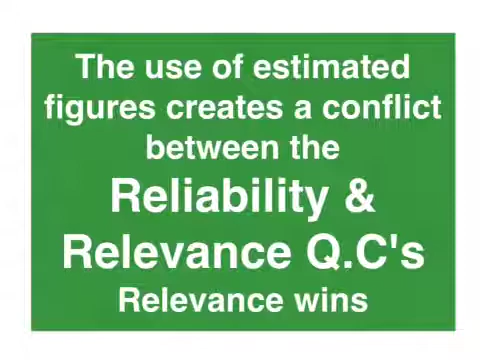 The use of estimated
figures creates a conflict
between the
Reliability &
Relevance Q.C's
Relevance wins